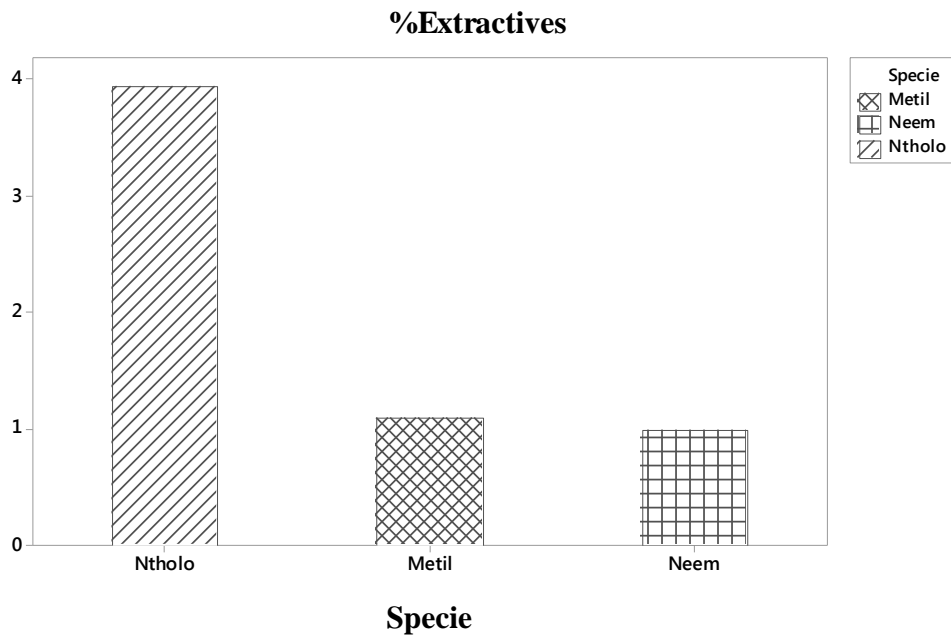 %Extractives
4
3
2
1
0
Ntholo Metil Neem
Specie
Specie
Metil
Neem
Ntholo